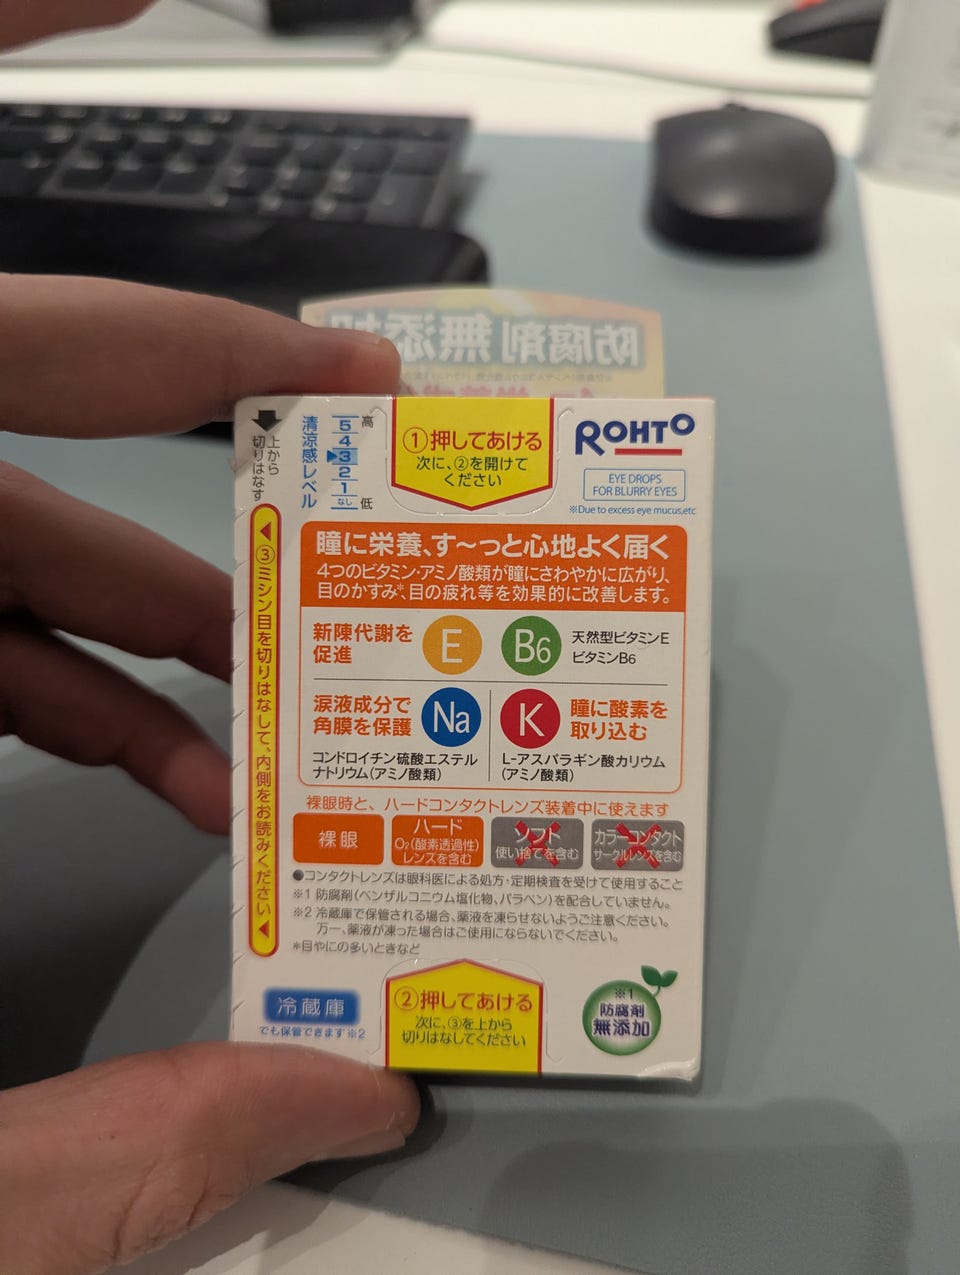 防腐剤 無添加
上から
切りはなす
清涼感レベル
高
5
4
3
2
1
なし
低
①押してあける
次に、②を開けて
ください
ROHTO
EYE DROPS
FOR BLURRY EYES
※Due to excess eye mucus,etc
③ミシン目を切りはなして、内側をお読みください
瞳に栄養、す〜っと心地よく届く
4つのビタミン・アミノ酸類が瞳にさわやかに広がり、
目のかすみ*、目の疲れ等を効果的に改善します。
新陳代謝を
促進
E
B6
天然型ビタミンE
ビタミンB6
涙液成分で
角膜を保護
Na
コンドロイチン硫酸エステル
ナトリウム(アミノ酸類)
K
瞳に酸素を
取り込む
L-アスパラギン酸カリウム
(アミノ酸類)
裸眼時と、ハードコンタクトレンズ装着中に使えます
裸眼
ハード
O₂(酸素透過性)
レンズを含む
ソフト
使い捨てを含む
カラーコンタクト
サークルレンズを含む
●コンタクトレンズは眼科医による処方・定期検査を受けて使用すること
※1 防腐剤(ベンザルコニウム塩化物、パラベン)を配合していません。
※2 冷蔵庫で保管される場合、薬液を凍らせないようご注意ください。
万一、薬液が凍った場合はご使用にならないでください。
*目やにの多いときなど
冷蔵庫
でも保管できます※2
②押してあける
次に、③を上から
切りはなしてください
※1
防腐剤
無添加